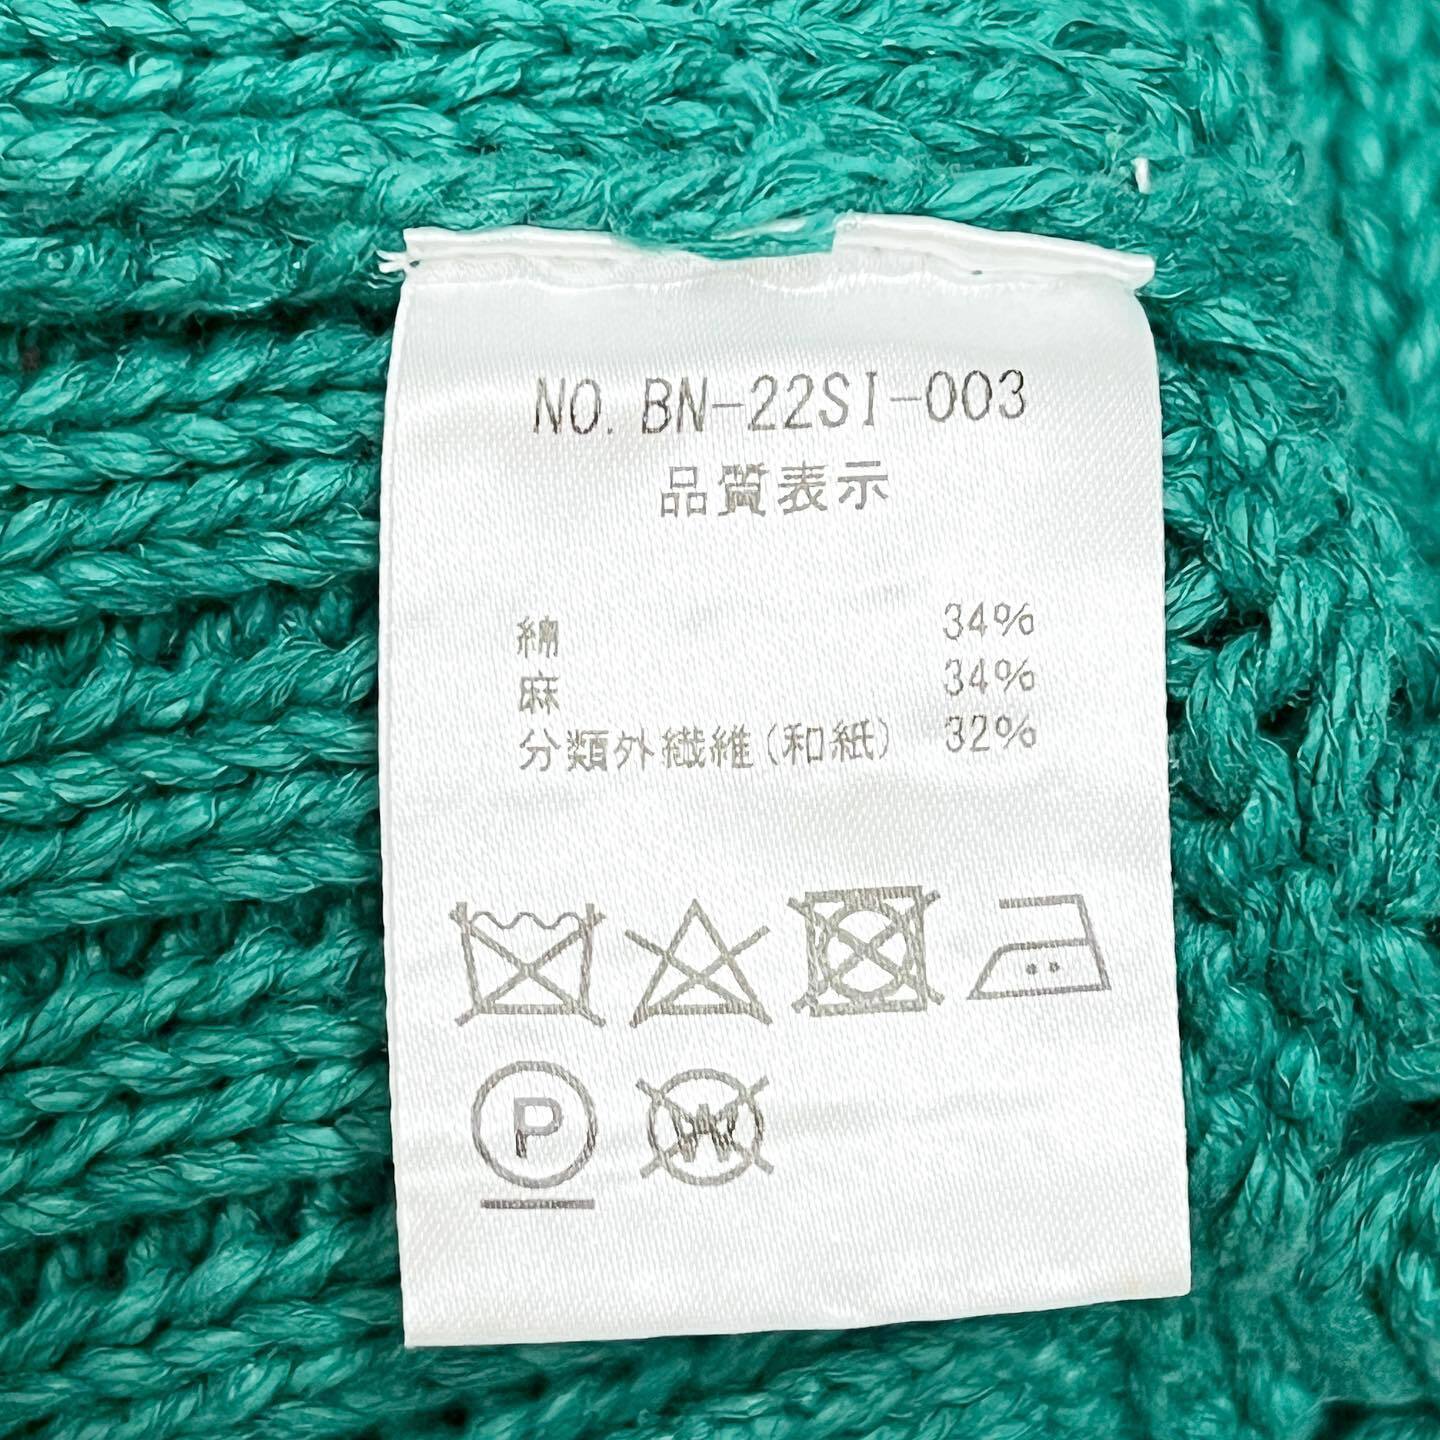 NO. BN-22SI-003
品質表示
綿 34%
麻 34%
分類外繊維(和紙) 32%
P
W